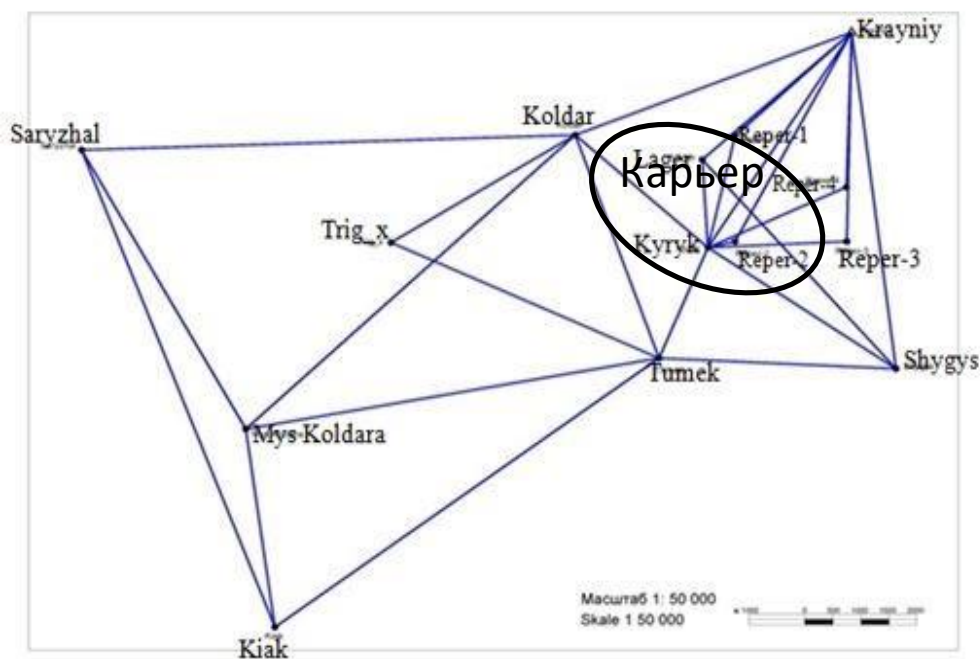 Krayniy
Koldar
Saryzhal
Reper-1
Lager
Карьер
Reper-4
Trig_x
Kyryk
Reper-2
Reper-3
Tumek
Shygys
Mys-Koldara
Масштаб 1: 50 000
Skale 1 50 000
Kiak